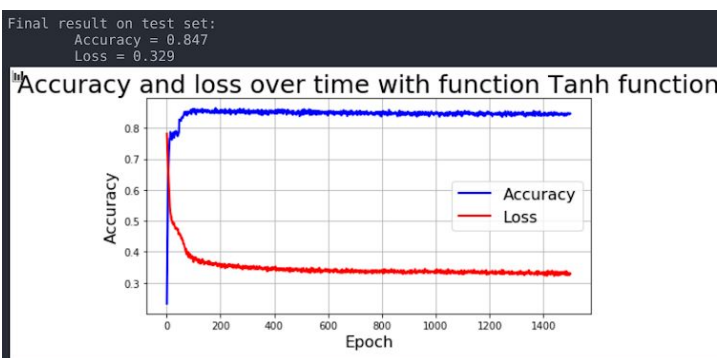 Final result on test set:
Accuracy = 0.847
Loss = 0.329
Accuracy and loss over time with function Tanh function
0.8
0.7
0.6
0.5
0.4
0.3
Accuracy
Accuracy
Loss
0 200 400 600 800 1000 1200 1400
Epoch